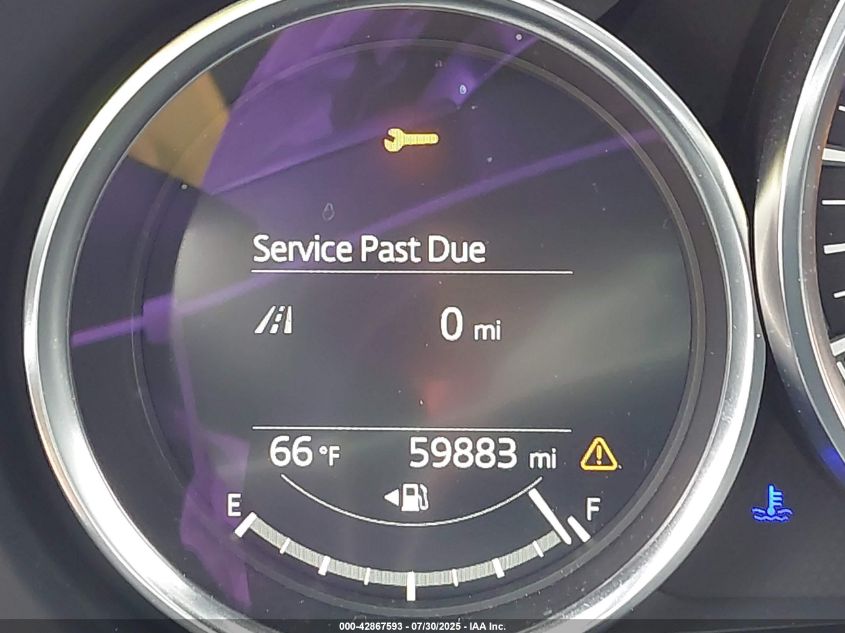 Service Past Due
0 mi
66 °F 59883 mi
E F
000-42867593 - 07/30/2025 - IAA Inc.